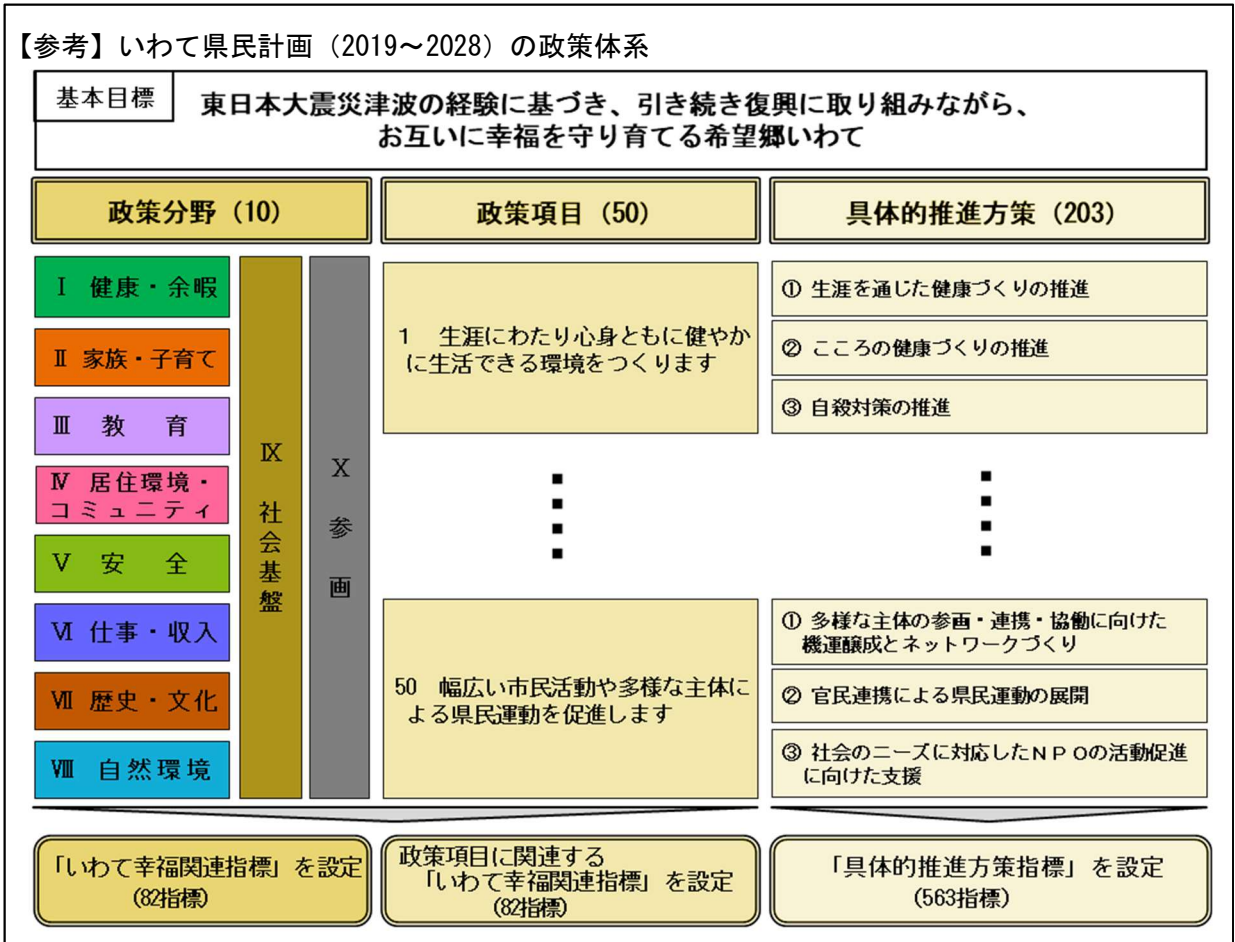 【参考】いわて県民計画（2019～2028）の政策体系
基本目標
東日本大震災津波の経験に基づき、引き続き復興に取り組みながら、
お互いに幸福を守り育てる希望郷いわて
政策分野（10）
政策項目（50）
具体的推進方策（203）
Ⅰ 健康・余暇
Ⅱ 家族・子育て
Ⅲ 教 育
Ⅳ 居住環境・
コミュニティ
Ⅴ 安 全
Ⅵ 仕事・収入
Ⅶ 歴史・文化
Ⅷ 自然環境
Ⅸ 社会基盤
Ⅹ 参画
1 生涯にわたり心身ともに健やか
に生活できる環境をつくります
50 幅広い市民活動や多様な主体に
よる県民運動を促進します
① 生涯を通じた健康づくりの推進
② こころの健康づくりの推進
③ 自殺対策の推進
① 多様な主体の参画・連携・協働に向けた
機運醸成とネットワークづくり
② 官民連携による県民運動の展開
③ 社会のニーズに対応したＮＰＯの活動促進
に向けた支援
「いわて幸福関連指標」を設定
（82指標）
政策項目に関連する
「いわて幸福関連指標」を設定
（82指標）
「具体的推進方策指標」を設定
（563指標）